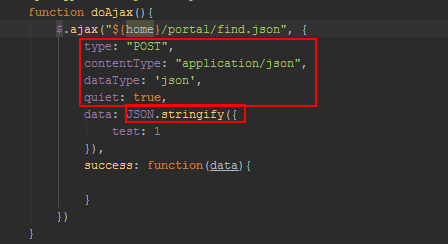 function doAjax(){
$.ajax("${home}/portal/find.json", {
type: "POST",
contentType: "application/json",
dataType: 'json',
quiet: true,
data: JSON.stringify({
test: 1
}),
success: function(data){
}
})
}